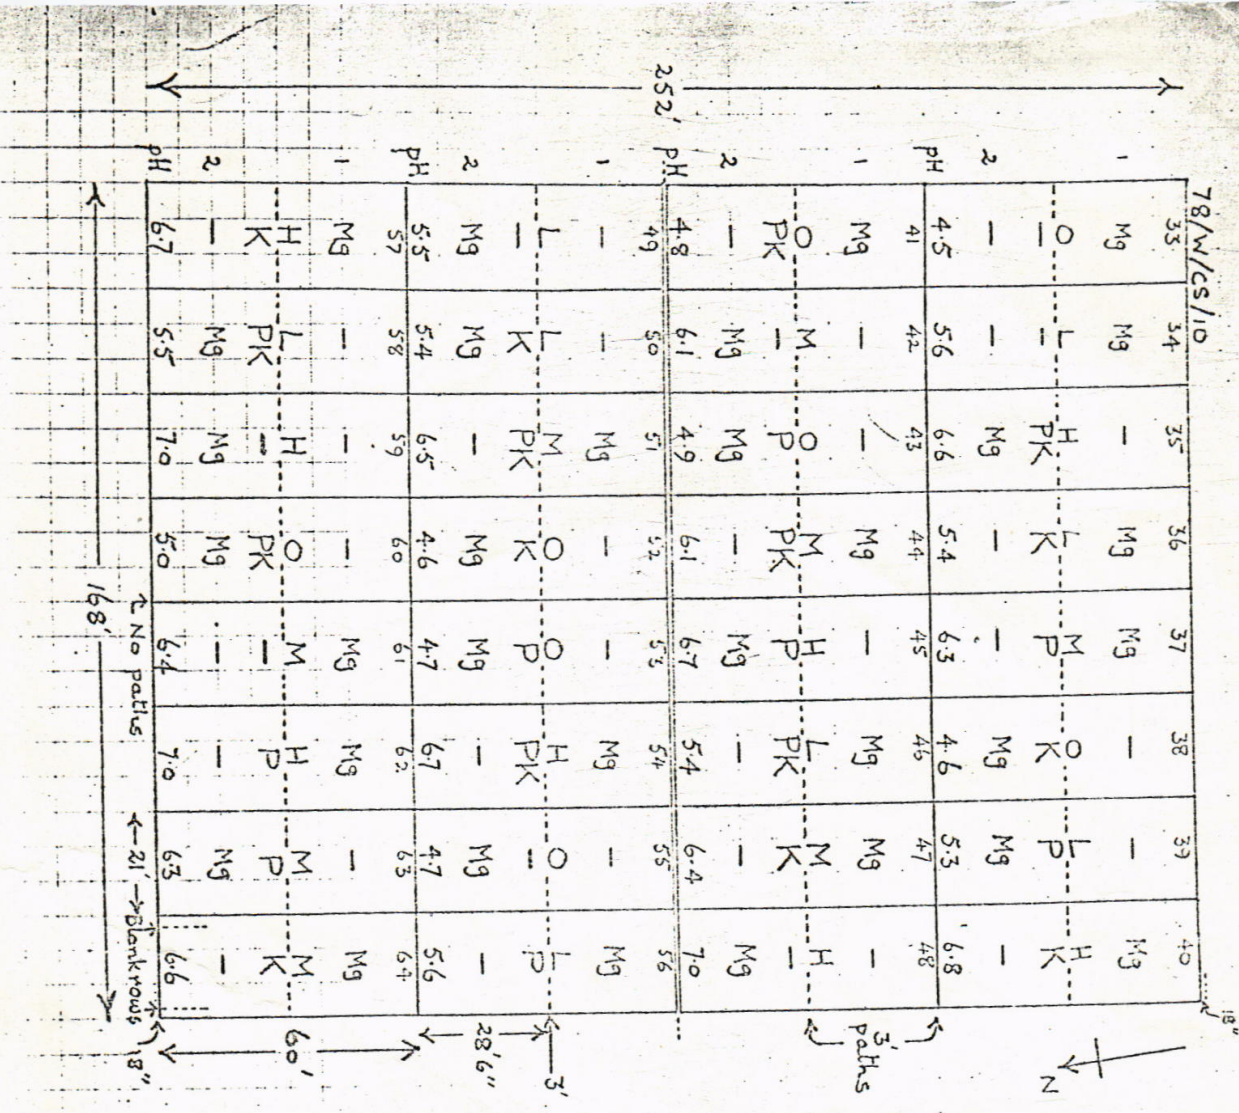 18"
78/W/CS/10
33 34 35 36 37 38 39 40
1 Mg Mg – Mg Mg – – Mg
N
O L H L M O L H
– – PK K P K P K
2 – – Mg – – Mg Mg –
pH 4.5 5.6 6.6 5.4 6.3 4.6 5.3 6.8
41 42 43 44 45 46 47 48
3'
paths
1 Mg – – Mg – Mg Mg –
O M O M H L M H
PK – P PK P PK K –
2 – Mg Mg – Mg – – Mg
pH 4.8 6.1 4.9 6.1 6.7 5.4 6.4 7.0
252'
49 50 51 52 53 54 55 56
1 – – Mg – – Mg – Mg
L L M O O H O L
3'
– K PK K P PK – P
2 Mg Mg – Mg Mg – Mg –
28'6"
pH 5.5 5.4 6.5 4.6 4.7 6.7 4.7 5.6
57 58 59 60 61 62 63 64
1 Mg – – – Mg Mg – Mg
H L H O M H M M
60'
K PK – PK – P P K
2 – Mg Mg Mg – – Mg –
pH 6.7 5.5 7.0 5.0 6.4 7.0 6.3 6.6
No paths 21' Blank rows 18"
168'